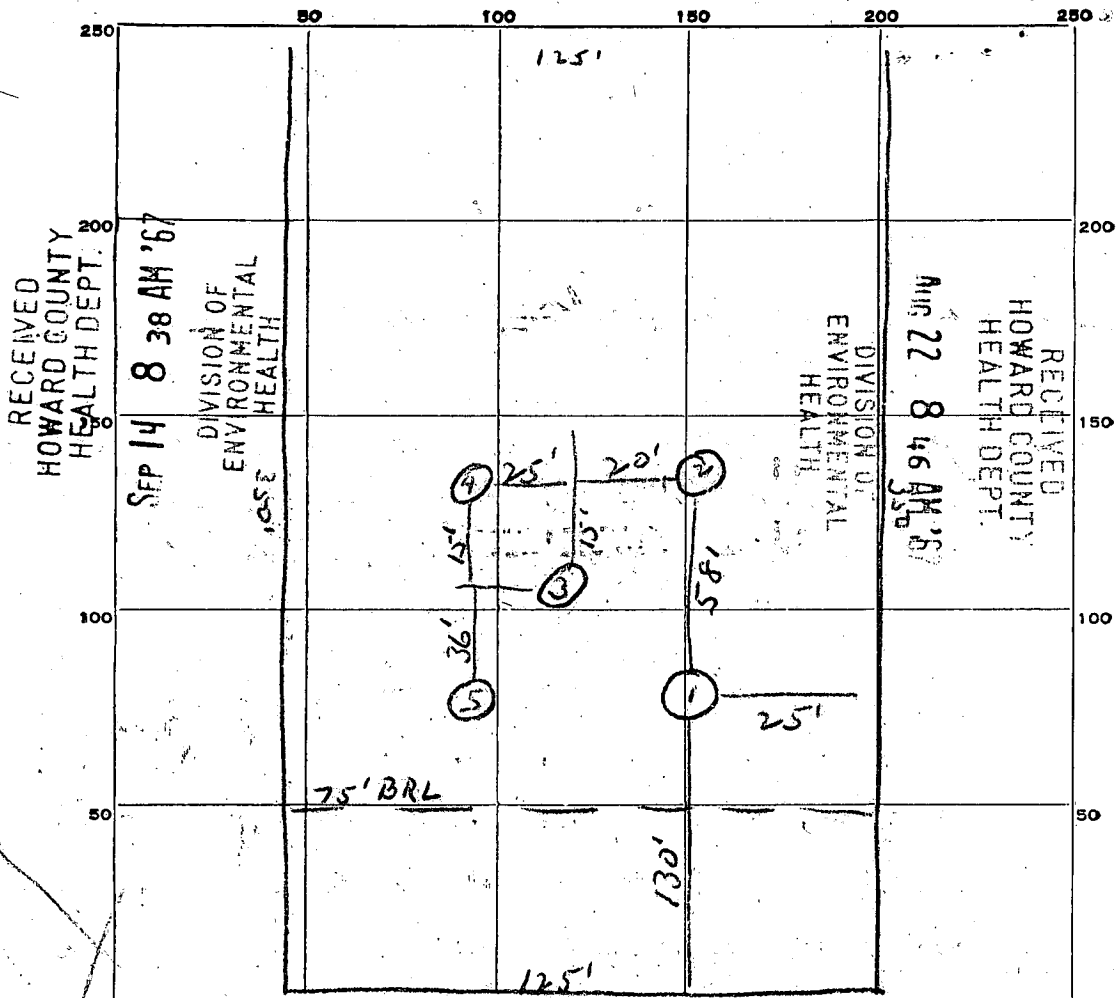 50 100 150 200 250
250
125'
200 200
RECEIVED
HOWARD COUNTY
HEALTH DEPT.
SEP 14 8 38 AM '67
DIVISION OF
ENVIRONMENTAL
HEALTH
350'
RECEIVED
HOWARD COUNTY
HEALTH DEPT.
AUG 22 8 46 AM '67
DIVISION OF
ENVIRONMENTAL
HEALTH
350
150 150
4 25' 20' 2
15' 15'
3 58'
100 100
36'
5 1
25'
75' BRL
50 50
130'
125'